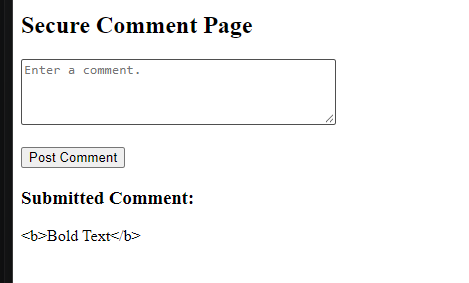 Secure Comment Page
Enter a comment.
Post Comment
Submitted Comment:
<b>Bold Text</b>